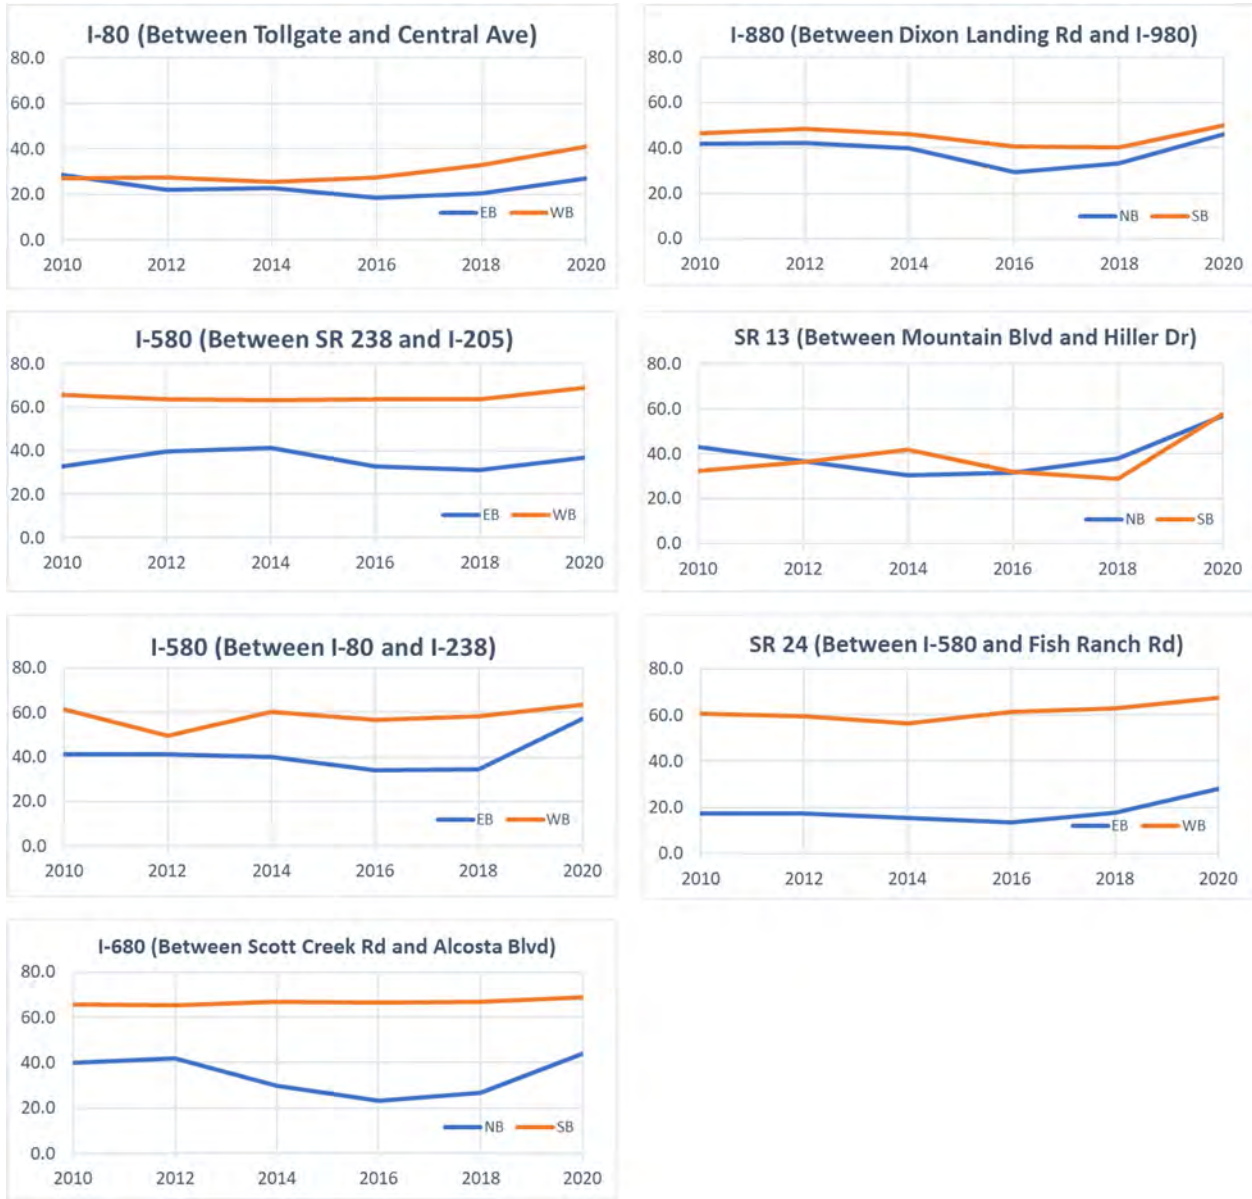 I-80 (Between Tollgate and Central Ave)
80.0
60.0
40.0
20.0
0.0
EB WB
2010 2012 2014 2016 2018 2020
I-880 (Between Dixon Landing Rd and I-980)
80.0
60.0
40.0
20.0
0.0
NB SB
2010 2012 2014 2016 2018 2020
I-580 (Between SR 238 and I-205)
80.0
60.0
40.0
20.0
0.0
EB WB
2010 2012 2014 2016 2018 2020
SR 13 (Between Mountain Blvd and Hiller Dr)
80.0
60.0
40.0
20.0
0.0
NB SB
2010 2012 2014 2016 2018 2020
I-580 (Between I-80 and I-238)
80.0
60.0
40.0
20.0
0.0
EB WB
2010 2012 2014 2016 2018 2020
SR 24 (Between I-580 and Fish Ranch Rd)
80.0
60.0
40.0
20.0
0.0
EB WB
2010 2012 2014 2016 2018 2020
I-680 (Between Scott Creek Rd and Alcosta Blvd)
80.0
60.0
40.0
20.0
0.0
NB SB
2010 2012 2014 2016 2018 2020